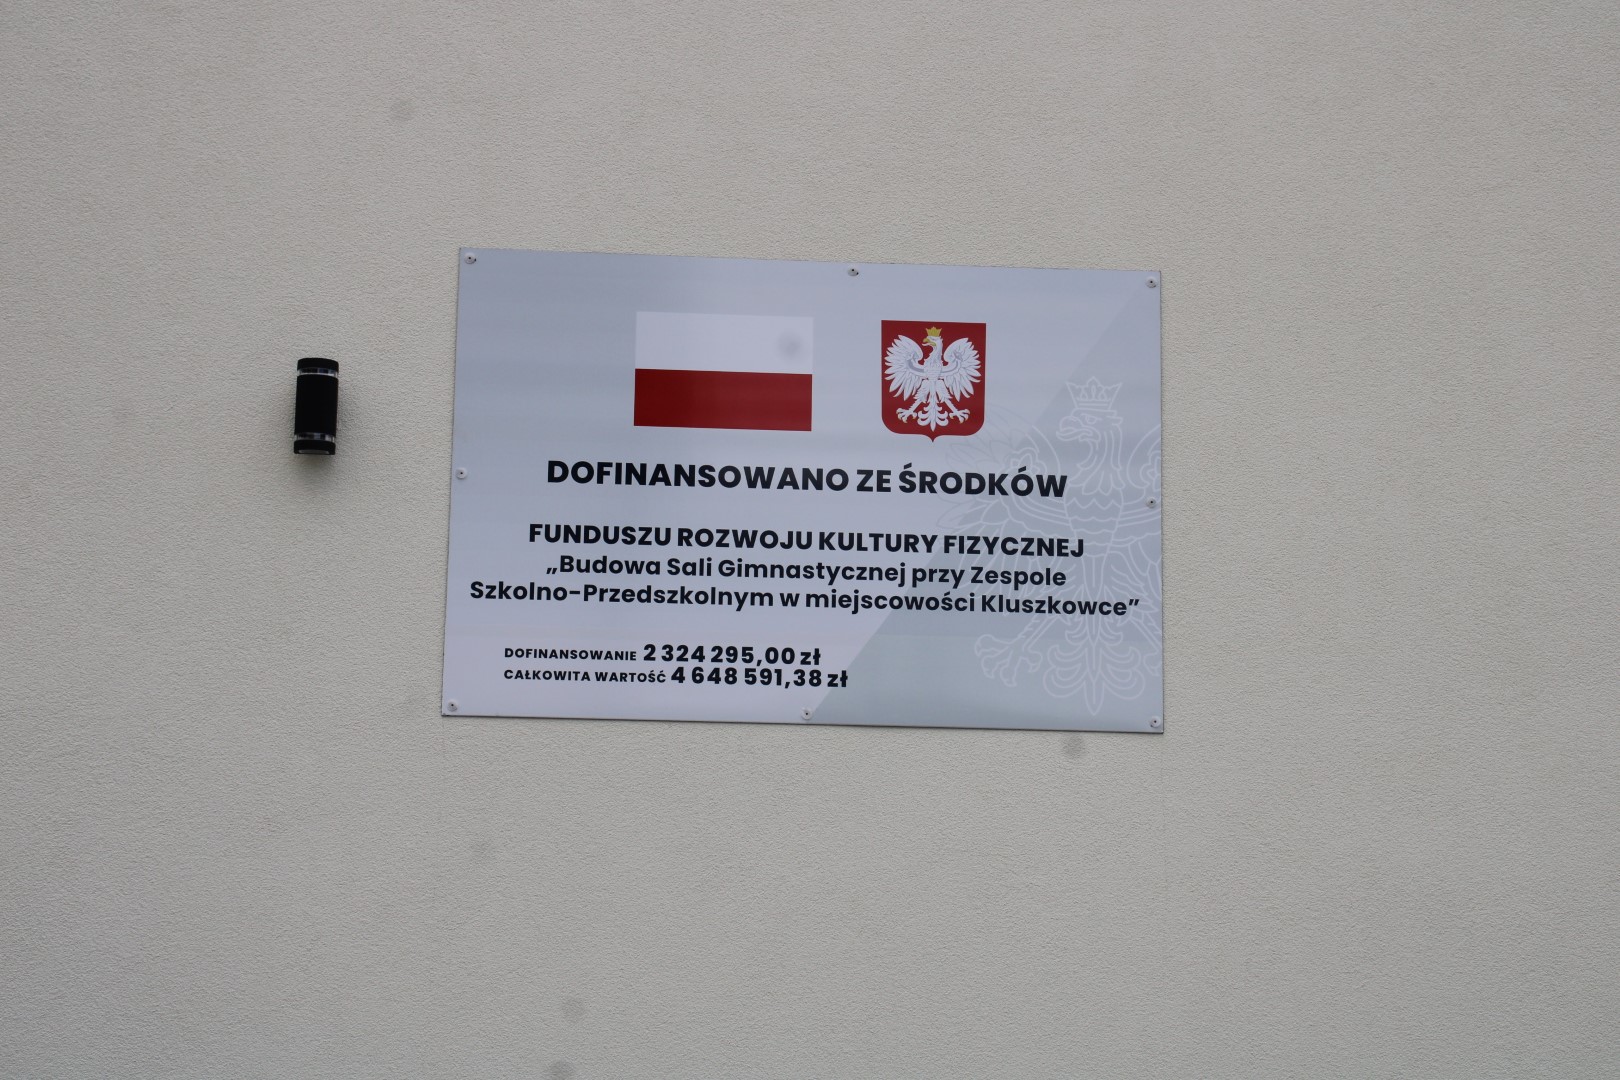 DOFINANSOWANO ZE ŚRODKÓW
FUNDUSZU ROZWOJU KULTURY FIZYCZNEJ
„Budowa Sali Gimnastycznej przy Zespole
Szkolno-Przedszkolnym w miejscowości Kluszkowce”
DOFINANSOWANIE 2 324 295,00 zł
CAŁKOWITA WARTOŚĆ 4 648 591,38 zł